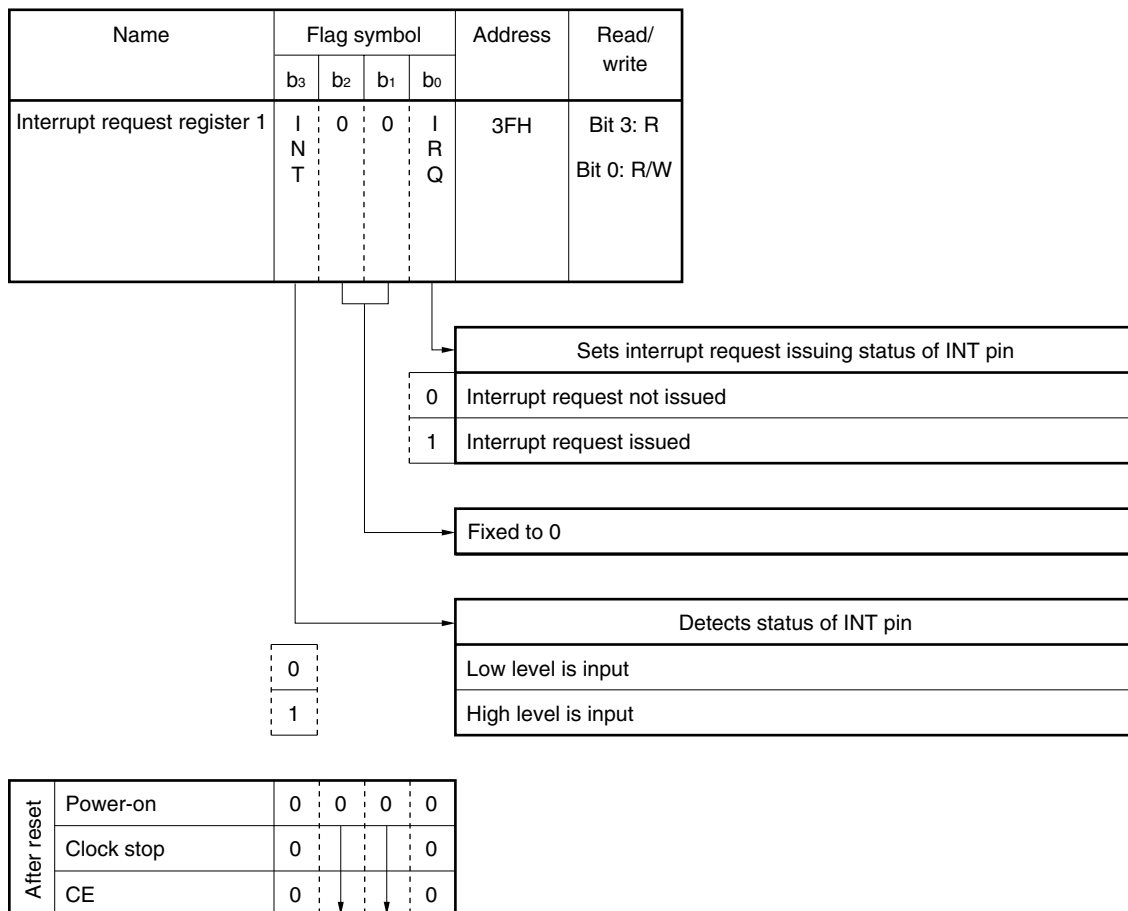 Name Flag symbol Address Read/
write
b3 b2 b1 b0
Interrupt request register 1 I 0 0 I 3FH Bit 3: R
N R
T Q Bit 0: R/W
Sets interrupt request issuing status of INT pin
0 Interrupt request not issued
1 Interrupt request issued
Fixed to 0
Detects status of INT pin
0 Low level is input
1 High level is input
After reset
Power-on 0 0 0 0
Clock stop 0 0
CE 0 0